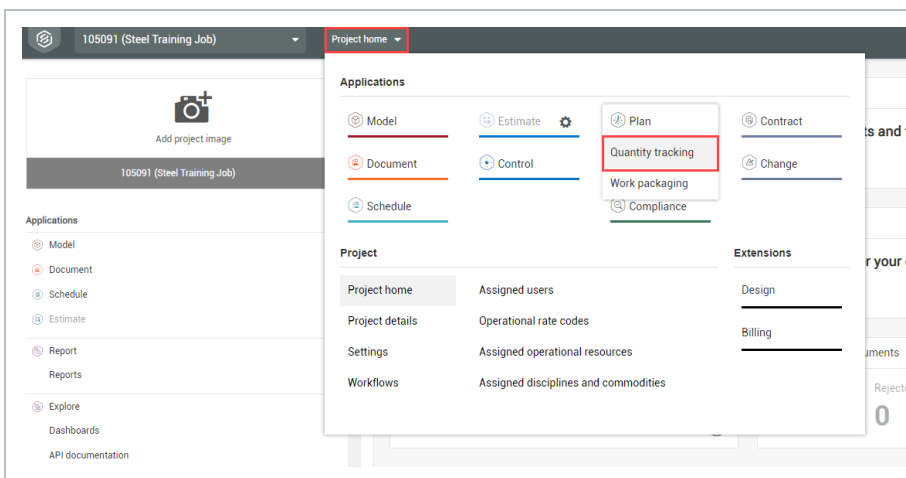 105091 (Steel Training Job)
Project home
Add project image
105091 (Steel Training Job)
Applications
Model
Document
Schedule
Estimate
Report
Reports
Explore
Dashboards
API documentation
Applications
Model
Estimate
Plan
Contract
Document
Control
Quantity tracking
Change
Work packaging
Schedule
Compliance
Project
Extensions
Project home
Assigned users
Design
Project details
Operational rate codes
Billing
Settings
Assigned operational resources
Workflows
Assigned disciplines and commodities
ts and
r your
uments
Reject
0